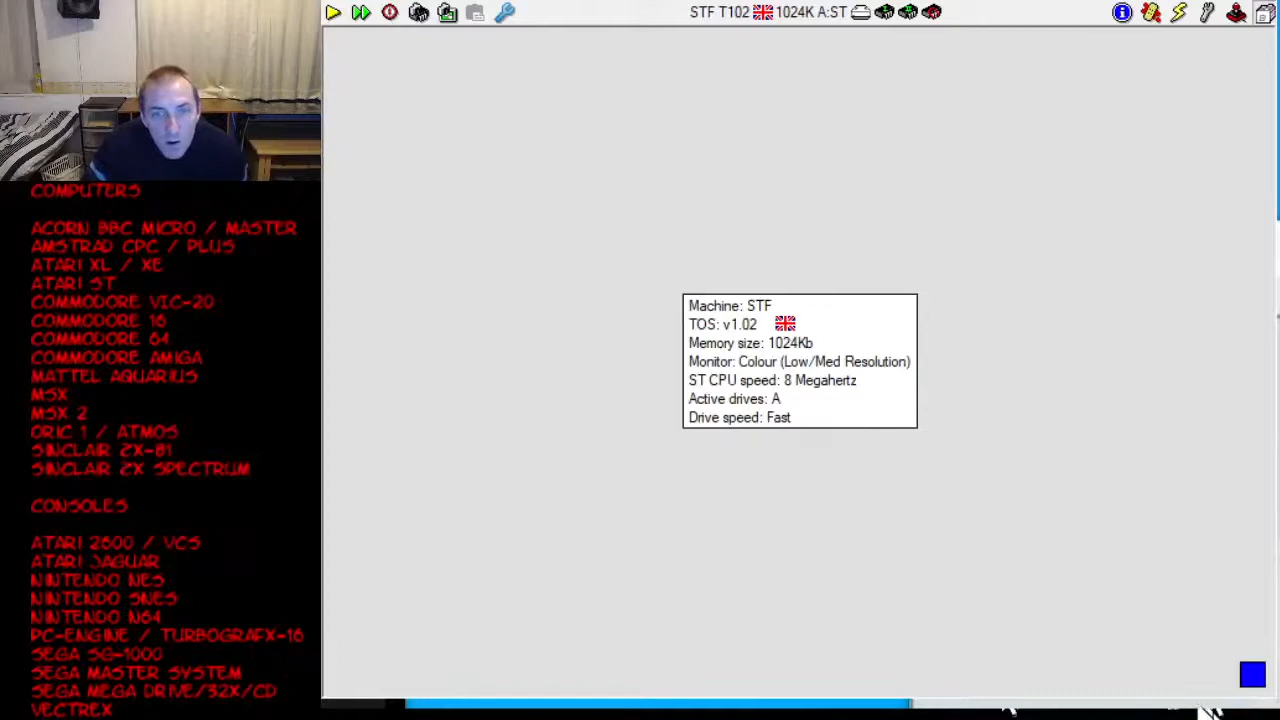 STF T102 1024K A:ST
COMPUTERS
ACORN BBC MICRO / MASTER
AMSTRAD CPC / PLUS
ATARI XL / XE
ATARI ST
COMMODORE VIC-20
COMMODORE 16
COMMODORE 64
COMMODORE AMIGA
MATTEL AQUARIUS
MSX
MSX 2
ORIC 1 / ATMOS
SINCLAIR ZX-81
SINCLAIR ZX SPECTRUM
CONSOLES
ATARI 2600 / VCS
ATARI JAGUAR
NINTENDO NES
NINTENDO SNES
NINTENDO N64
PC-ENGINE / TURBOGRAFX-16
SEGA SG-1000
SEGA MASTER SYSTEM
SEGA MEGA DRIVE/32X/CD
VECTREX
Machine: STF
TOS: v1.02
Memory size: 1024Kb
Monitor: Colour (Low/Med Resolution)
ST CPU speed: 8 Megahertz
Active drives: A
Drive speed: Fast